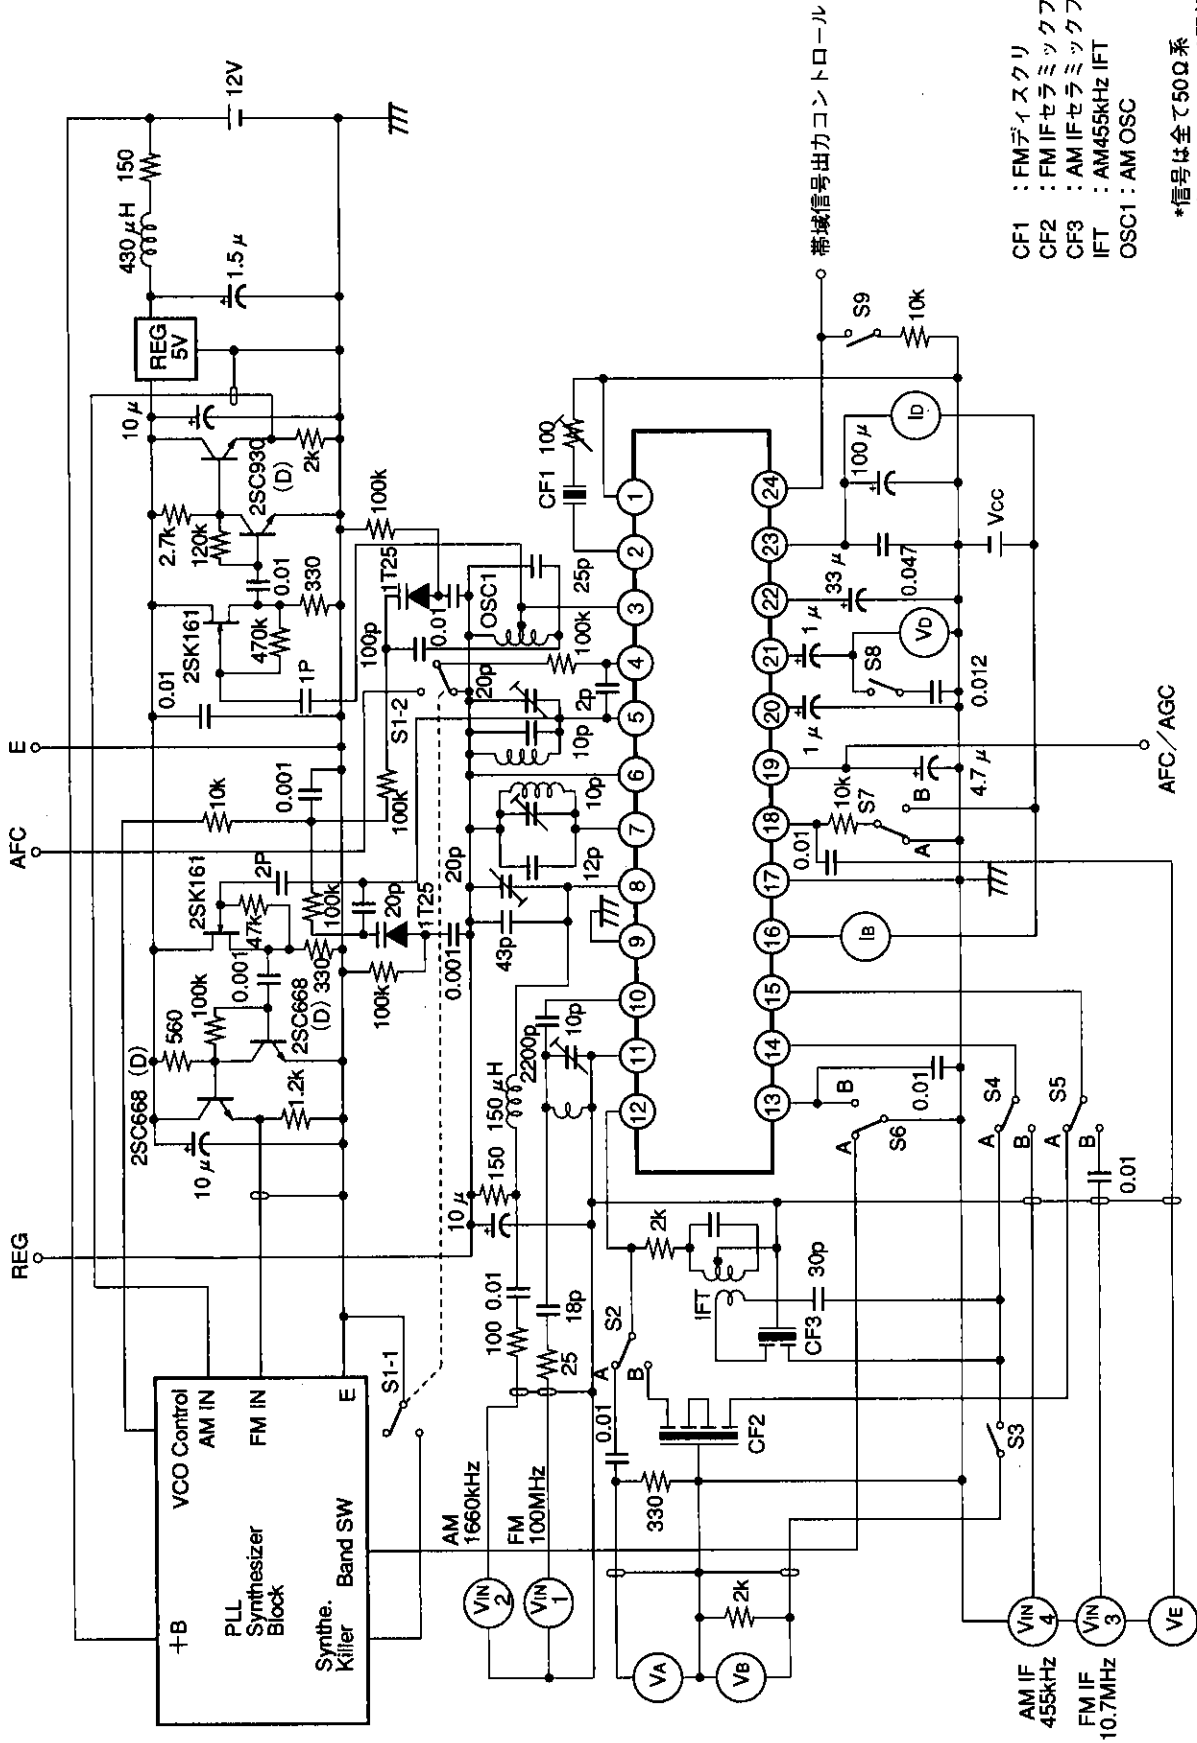 REG
AFC
E
+B
VCO Control
AM IN
FM IN
E
PLL
Synthesizer
Block
Synthe.
Killer
Band SW
S1-1
2SC668 (D)
560
100k
0.001
2SC668
(D)
330
1.2k
10μ
2SK161
47k
2P
100k
20p
1T25
100k
0.001
10k
0.001
100k
0.01
2SK161
470k
1P
0.01
330
2.7k
120k
2SC930
(D)
2k
10μ
REG
5V
430μH
150
1.5μ
12V
100k
1T25
100p
0.01
S1-2
20p
OSC1
25p
100k
2p
10p
10p
12p
20p
43p
10μ
150
150μH
2200p
10p
100
0.01
25
18p
AM
1660kHz
FM
100MHz
VIN
2
VIN
1
CF1
100
1
2
3
4
5
6
7
8
9
10
11
12
13
14
15
16
17
18
19
20
21
22
23
24
帯域信号出力コントロール
S9
10k
ID
100μ
Vcc
0.047
33μ
1μ
VD
S8
0.012
1μ
4.7μ
AFC/AGC
10k
S7
B
A
0.01
IB
B
A
S6
0.01
S4
A
B
S5
A
B
0.01
2k
IFT
30p
CF3
S2
A
B
0.01
CF2
330
S3
2k
VA
VB
AM IF
455kHz
FM IF
10.7MHz
VIN
4
VIN
3
VE
CF1 : FMディスクリ
CF2 : FM IFセラミックフ
CF3 : AM IFセラミックフ
IFT : AM455kHz IFT
OSC1 : AM OSC
*信号は全て50Ω系